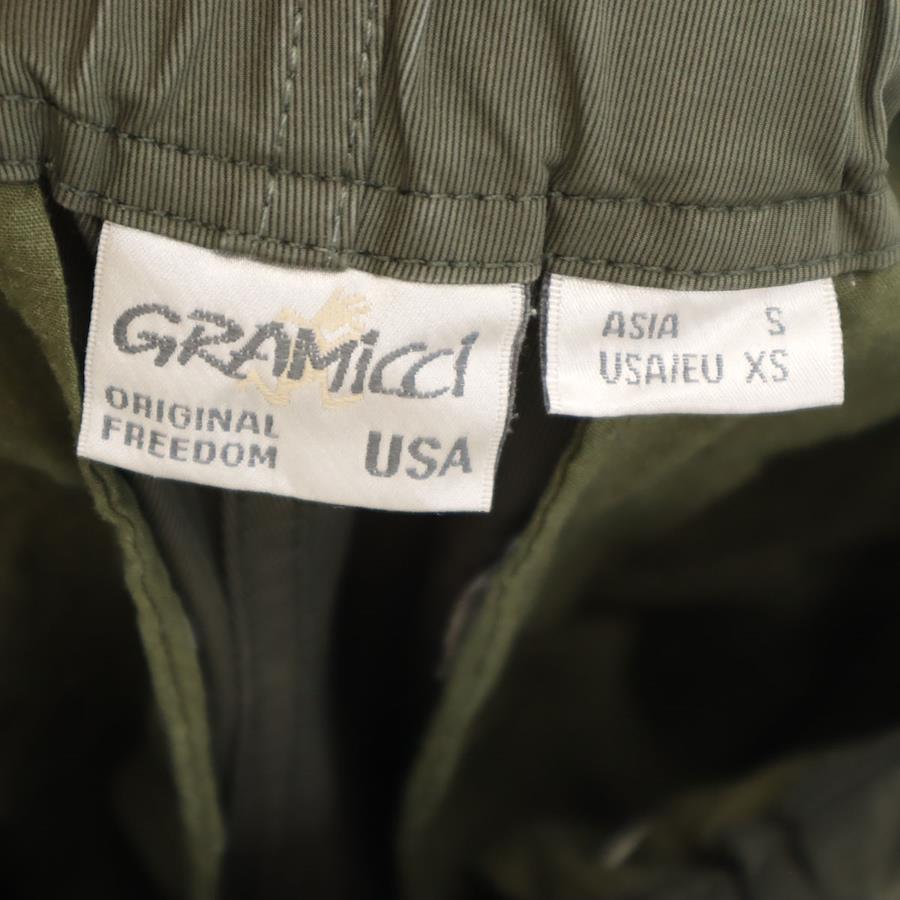 GRAMICCI
ORIGINAL
FREEDOM
USA
ASIA S
USA/EU XS